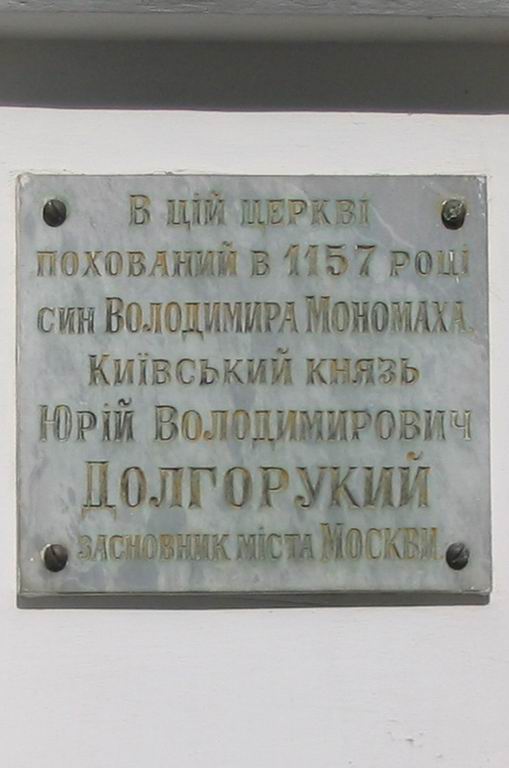 В ЦІЙ ЦЕРКВІ
ПОХОВАНИЙ В 1157 РОЦІ
СИН ВОЛОДИМИРА МОНОМАХА,
КИЇВСЬКИЙ КНЯЗЬ
ЮРІЙ ВОЛОДИМИРОВИЧ
ДОЛГОРУКИЙ
ЗАСНОВНИК МІСТА МОСКВИ.